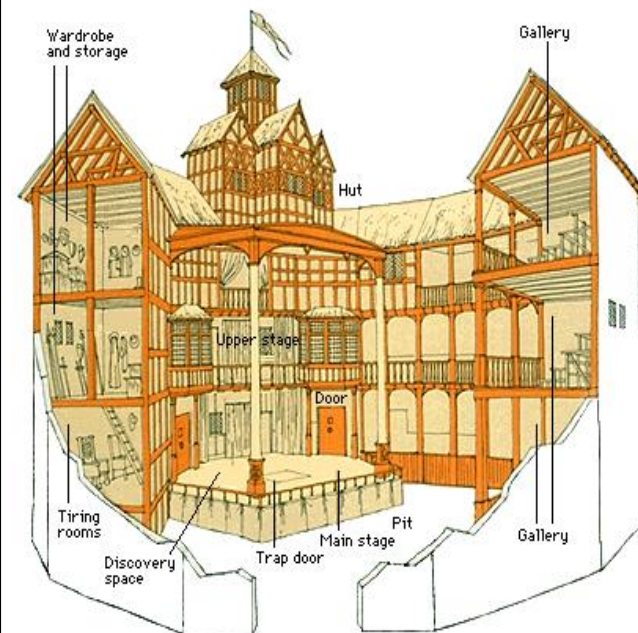 Wardrobe
and storage
Gallery
Hut
Upper stage
Door
Tiring
rooms
Discovery
space
Trap door
Main stage
Pit
Gallery